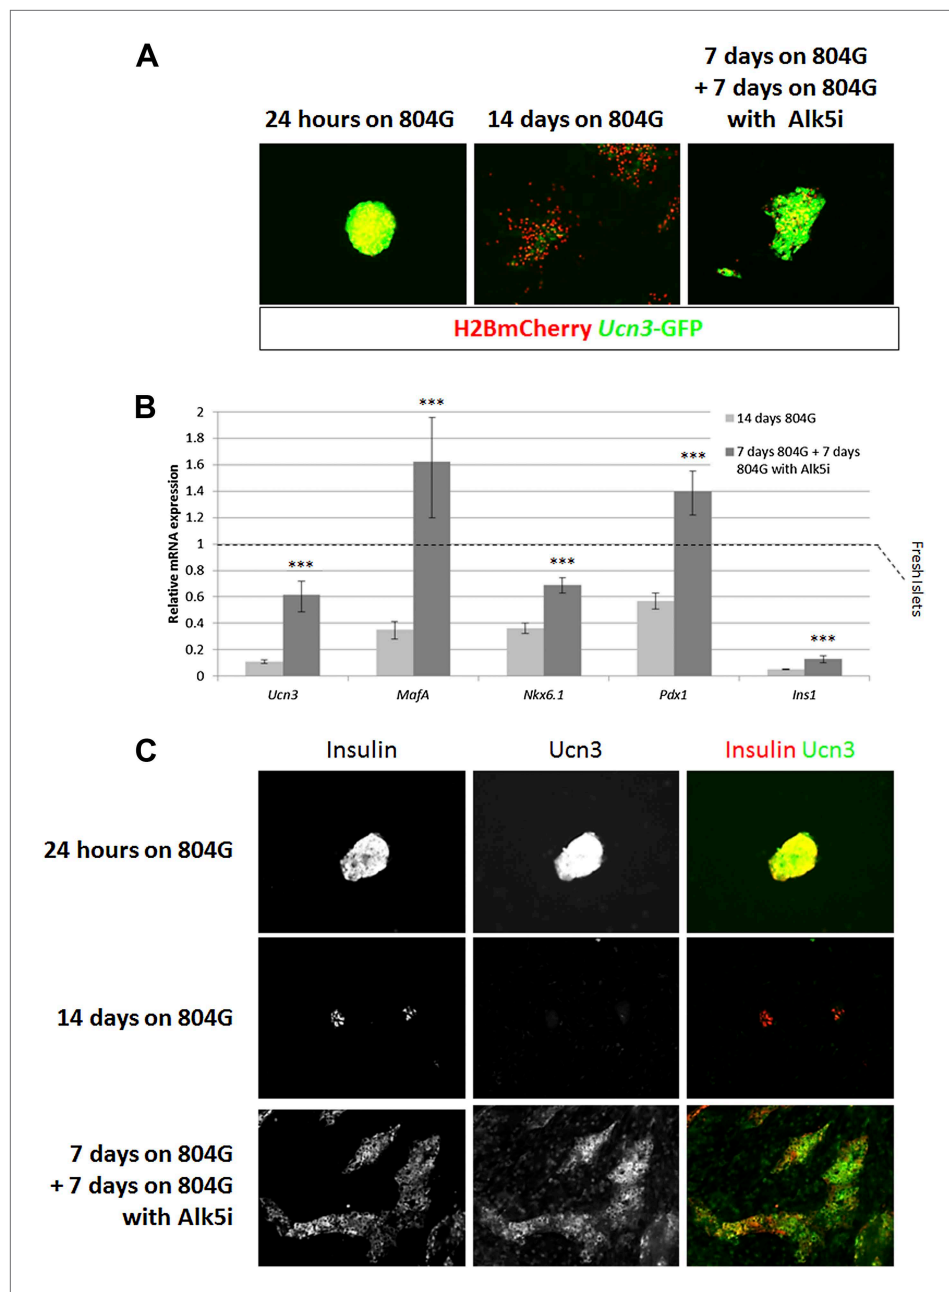 A
24 hours on 804G
14 days on 804G
7 days on 804G
+ 7 days on 804G
with Alk5i
H2BmCherry Ucn3-GFP
B
Relative mRNA expression
2
1.8
1.6
1.4
1.2
1
0.8
0.6
0.4
0.2
0
***
***
***
***
***
14 days 804G
7 days 804G + 7 days
804G with Alk5i
Fresh Islets
Ucn3
MafA
Nkx6.1
Pdx1
Ins1
C
Insulin
Ucn3
Insulin Ucn3
24 hours on 804G
14 days on 804G
7 days on 804G
+ 7 days on 804G
with Alk5i